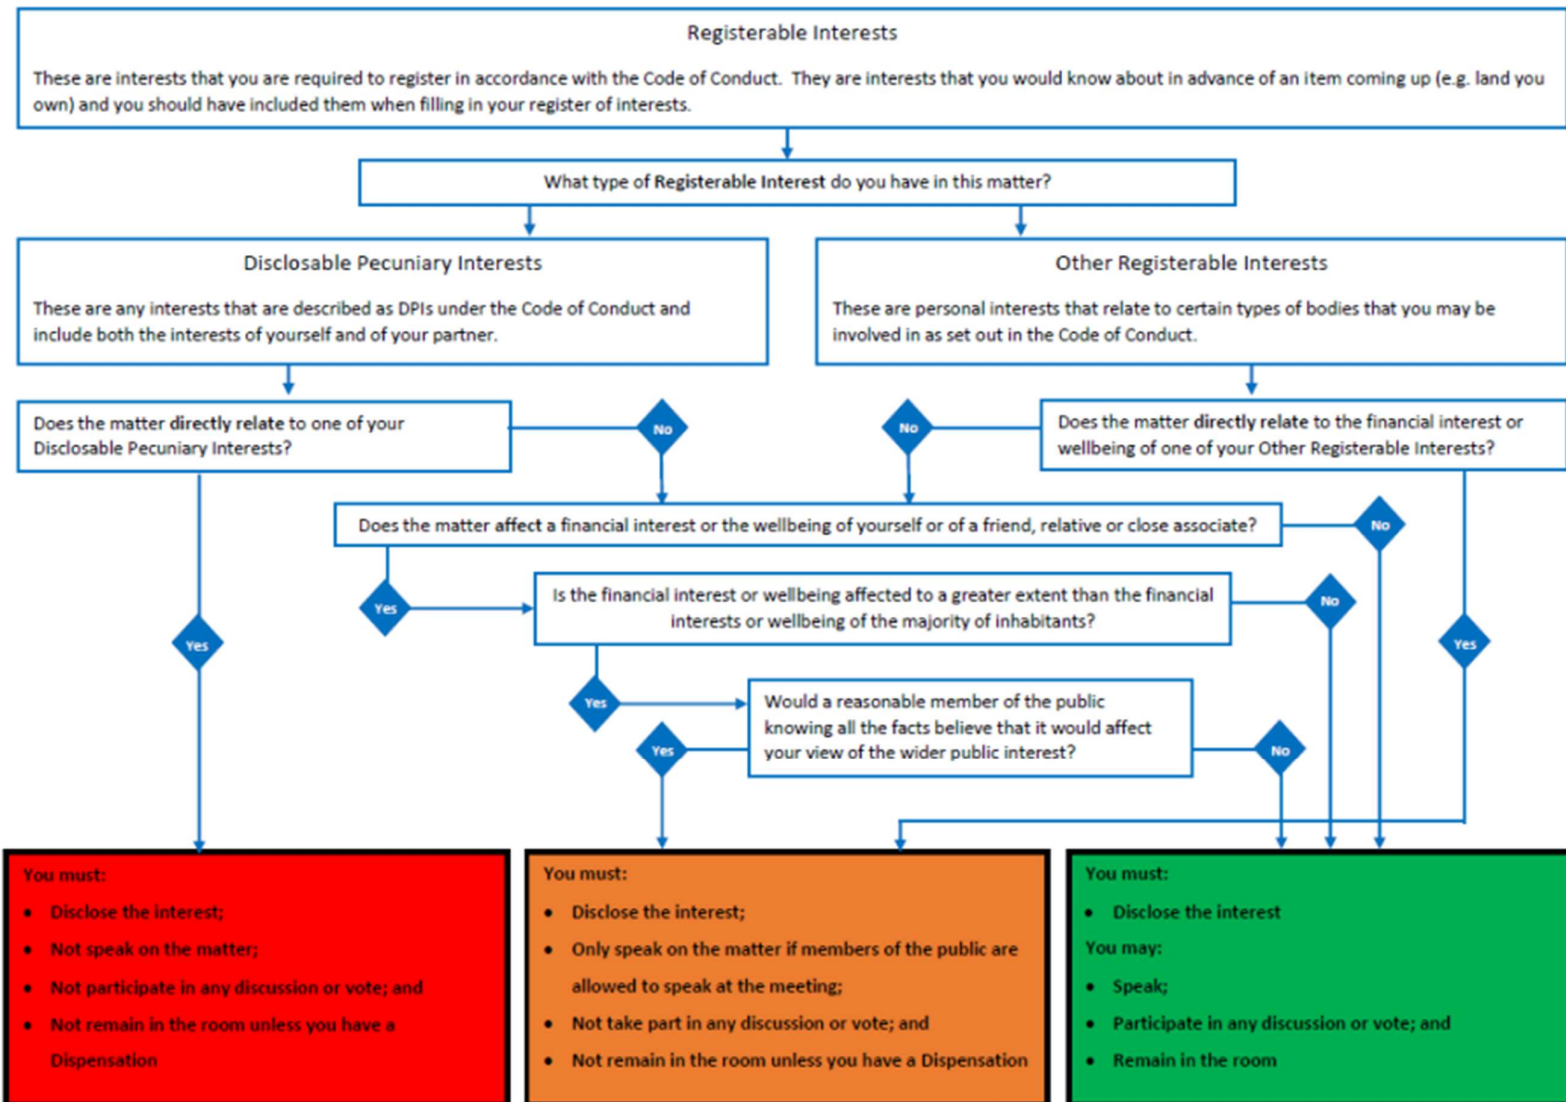 Registerable Interests
These are interests that you are required to register in accordance with the Code of Conduct. They are interests that you would know about in advance of an item coming up (e.g. land you
own) and you should have included them when filling in your register of interests.
What type of Registerable Interest do you have in this matter?
Disclosable Pecuniary Interests
These are any interests that are described as DPIs under the Code of Conduct and
include both the interests of yourself and of your partner.
Other Registerable Interests
These are personal interests that relate to certain types of bodies that you may be
involved in as set out in the Code of Conduct.
Does the matter directly relate to one of your
Disclosable Pecuniary Interests?
No
No
Does the matter directly relate to the financial interest or
wellbeing of one of your Other Registerable Interests?
Does the matter affect a financial interest or the wellbeing of yourself or of a friend, relative or close associate?
No
Yes
Is the financial interest or wellbeing affected to a greater extent than the financial
interests or wellbeing of the majority of inhabitants?
No
Yes
Yes
Yes
Would a reasonable member of the public
knowing all the facts believe that it would affect
your view of the wider public interest?
Yes
No
You must:
• Disclose the interest;
• Not speak on the matter;
• Not participate in any discussion or vote; and
• Not remain in the room unless you have a
Dispensation
You must:
• Disclose the interest;
• Only speak on the matter if members of the public are
allowed to speak at the meeting;
• Not take part in any discussion or vote; and
• Not remain in the room unless you have a Dispensation
You must:
• Disclose the interest
You may:
• Speak;
• Participate in any discussion or vote; and
• Remain in the room